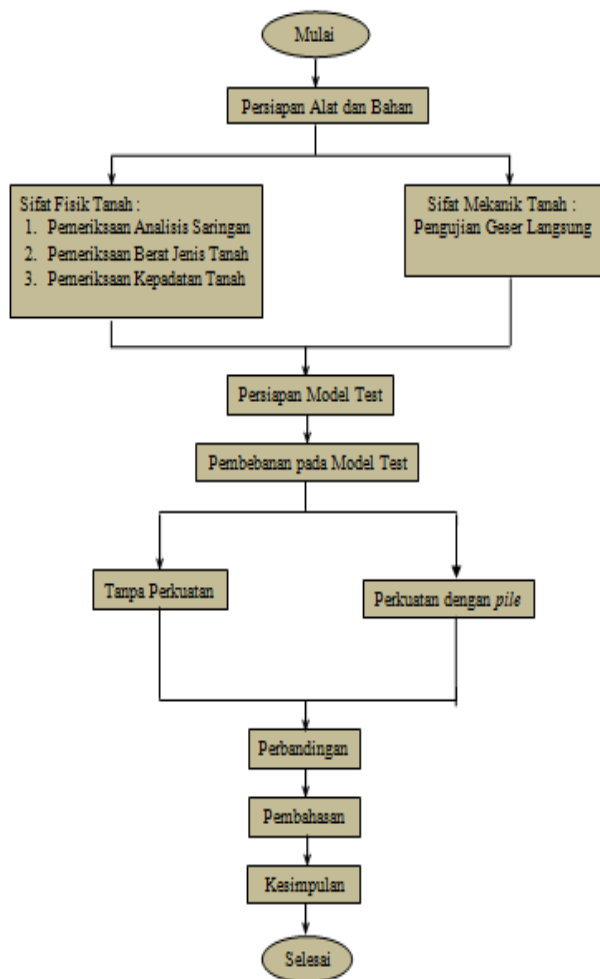 Mulai
Persiapan Alat dan Bahan
Sifat Fisik Tanah :
1. Pemeriksaan Analisis Saringan
2. Pemeriksaan Berat Jenis Tanah
3. Pemeriksaan Kepadatan Tanah
Sifat Mekanik Tanah :
Pengujian Geser Langsung
Persiapan Model Test
Pembebanan pada Model Test
Tanpa Perkuatan
Perkuatan dengan pile
Perbandingan
Pembahasan
Kesimpulan
Selesai